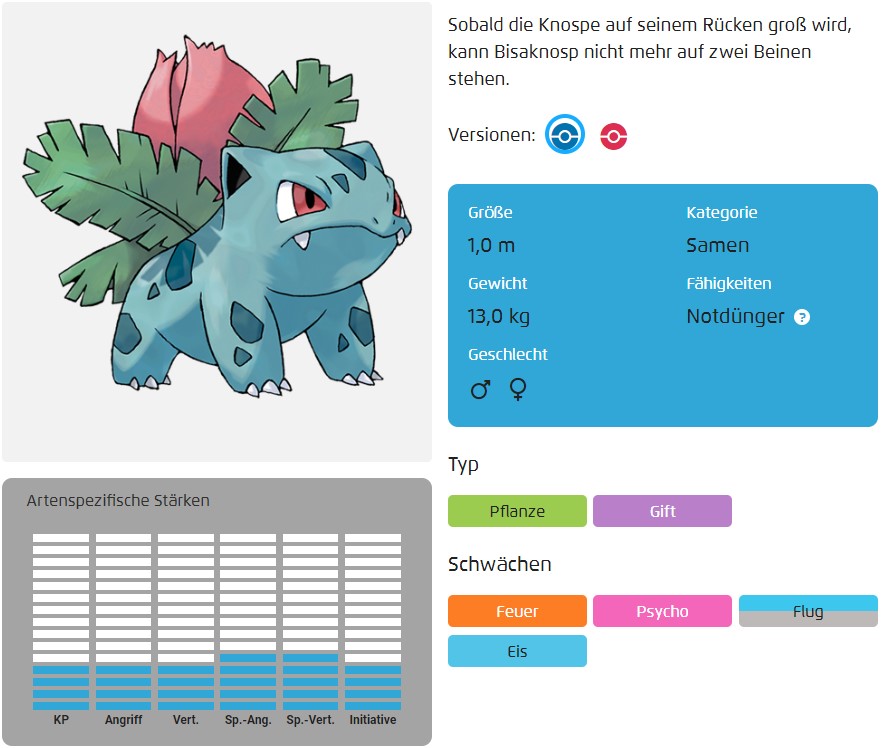 Sobald die Knospe auf seinem Rücken groß wird,
kann Bisaknosp nicht mehr auf zwei Beinen
stehen.
Versionen:
Größe
1,0 m
Kategorie
Samen
Gewicht
13,0 kg
Fähigkeiten
Notdünger ?
Geschlecht
♂ ♀
Typ
Pflanze
Gift
Schwächen
Feuer
Psycho
Flug
Eis
Artenspezifische Stärken
KP
Angriff
Vert.
Sp.-Ang.
Sp.-Vert.
Initiative